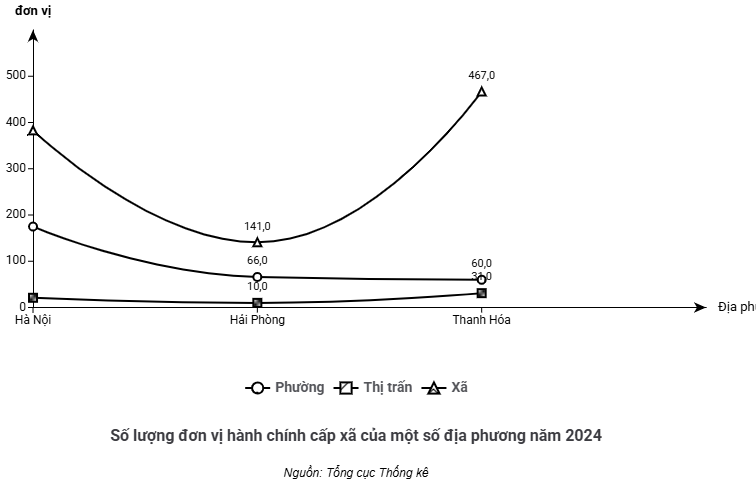 đơn vị
500
467,0
400
300
200
141,0
66,0
60,0
100
31,0
10,0
0
Hà Nội
Hải Phòng
Thanh Hóa
Địa
Phường
Thị trấn
Xã
Số lượng đơn vị hành chính cấp xã của một số địa phương năm 2024
Nguồn: Tổng cục Thống kê